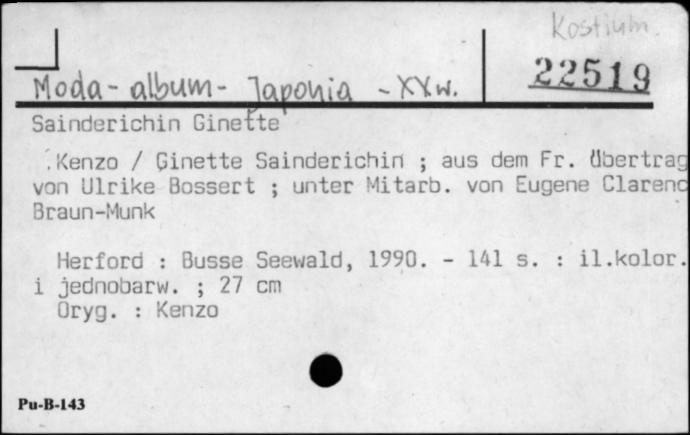 Kostium.
22519
Moda - album - Japonia - XXw.
Sainderichin Ginette
Kenzo / Ginette Sainderichin ; aus dem Fr. übertrag
von Ulrike Bossert ; unter Mitarb. von Eugene Clarenc
Braun-Munk
Herford : Busse Seewald, 1990. - 141 s. : il.kolor.
i jednobarw. ; 27 cm
Oryg. : Kenzo
Pu-B-143